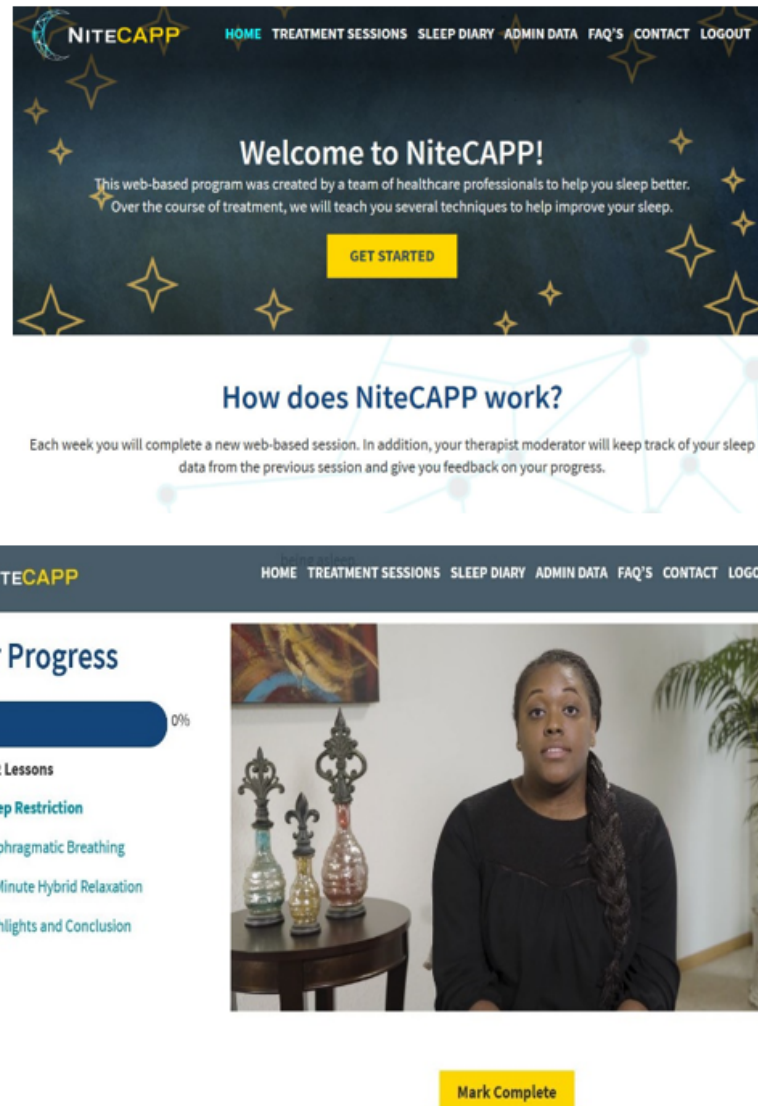 NITECAPP
HOME TREATMENT SESSIONS SLEEP DIARY ADMIN DATA FAQ'S CONTACT LOGOUT
Welcome to NiteCAPP!
This web-based program was created by a team of healthcare professionals to help you sleep better.
Over the course of treatment, we will teach you several techniques to help improve your sleep.
GET STARTED
How does NiteCAPP work?
Each week you will complete a new web-based session. In addition, your therapist moderator will keep track of your sleep
data from the previous session and give you feedback on your progress.
being asleep
TECAPP
HOME TREATMENT SESSIONS SLEEP DIARY ADMIN DATA FAQ'S CONTACT LOGO
Progress
0%
Lessons
ep Restriction
phragmatic Breathing
Minute Hybrid Relaxation
hlights and Conclusion
Mark Complete